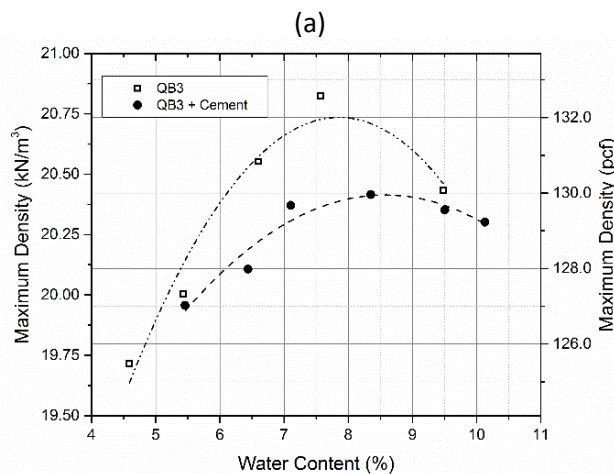 (a)
21.00
20.75
20.50
20.25
20.00
19.75
19.50
Maximum Density (kN/m³)
QB3
QB3 + Cement
132.0
130.0
128.0
126.0
Maximum Density (pcf)
4 5 6 7 8 9 10 11
Water Content (%)